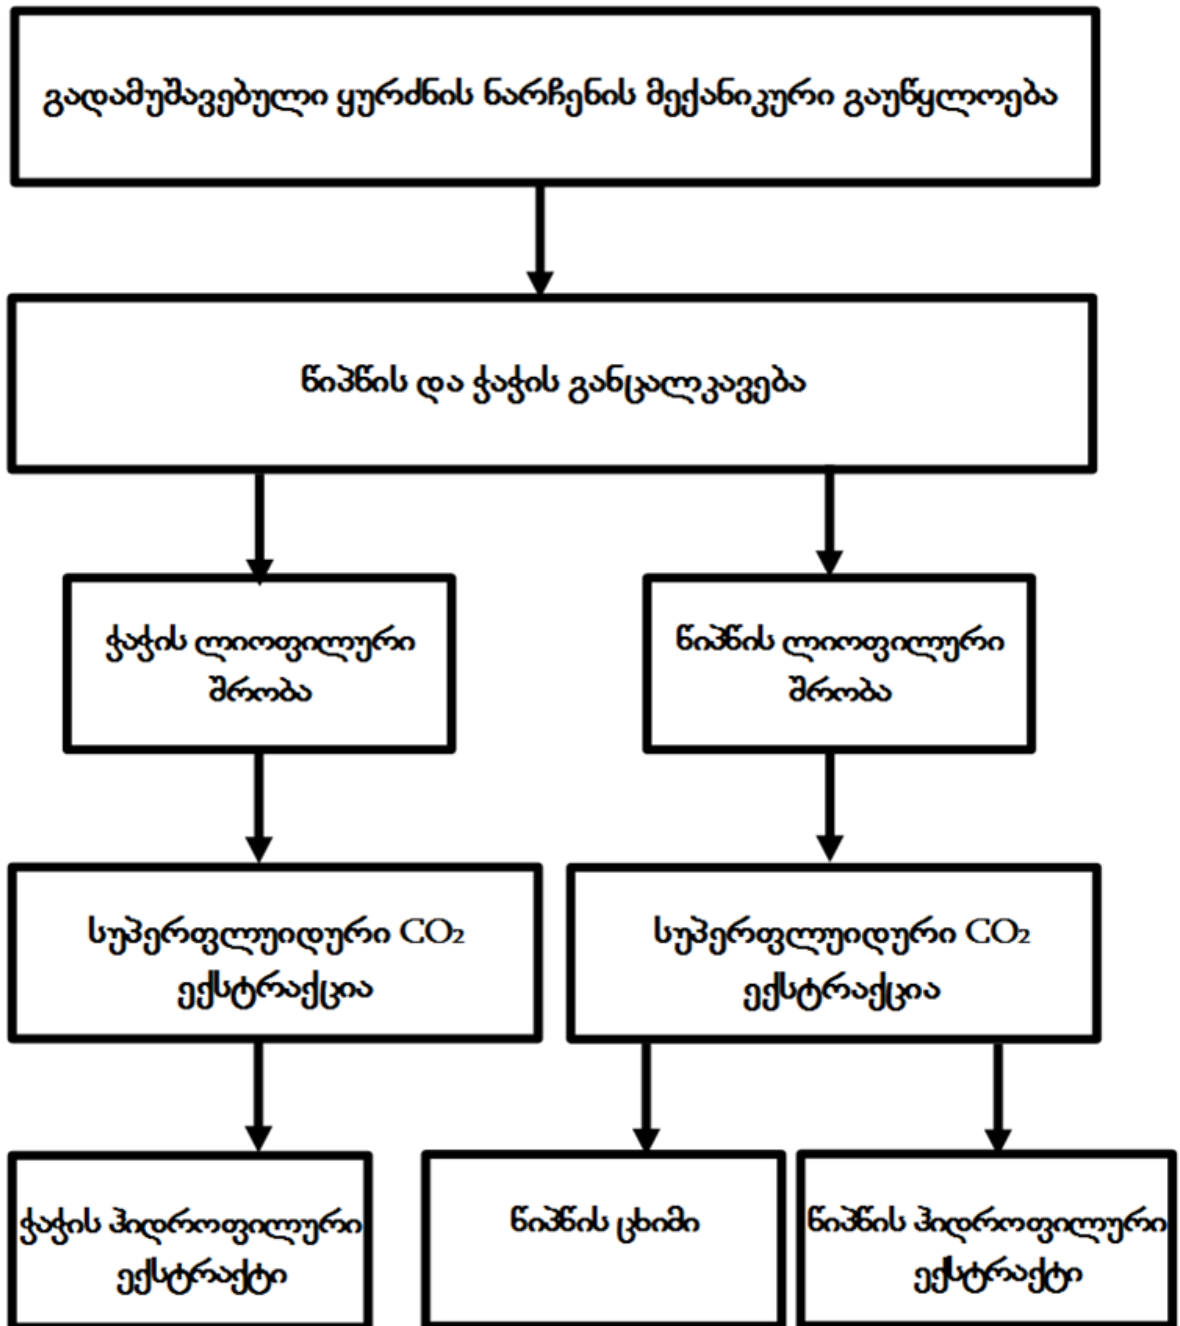 გადამუშავებული ყურძნის ნარჩენის მექანიკური გაუწყლოება
წიპწის და ჭაჭის განცალკავება
ჭაჭის ლიოფილური
შრობა
წიპწის ლიოფილური
შრობა
სუპერფლუიდური CO₂
ექსტრაქცია
სუპერფლუიდური CO₂
ექსტრაქცია
ჭაჭის ჰიდროფილური
ექსტრაქტი
წიპწის ცხიმი
წიპწის ჰიდროფილური
ექსტრაქტი